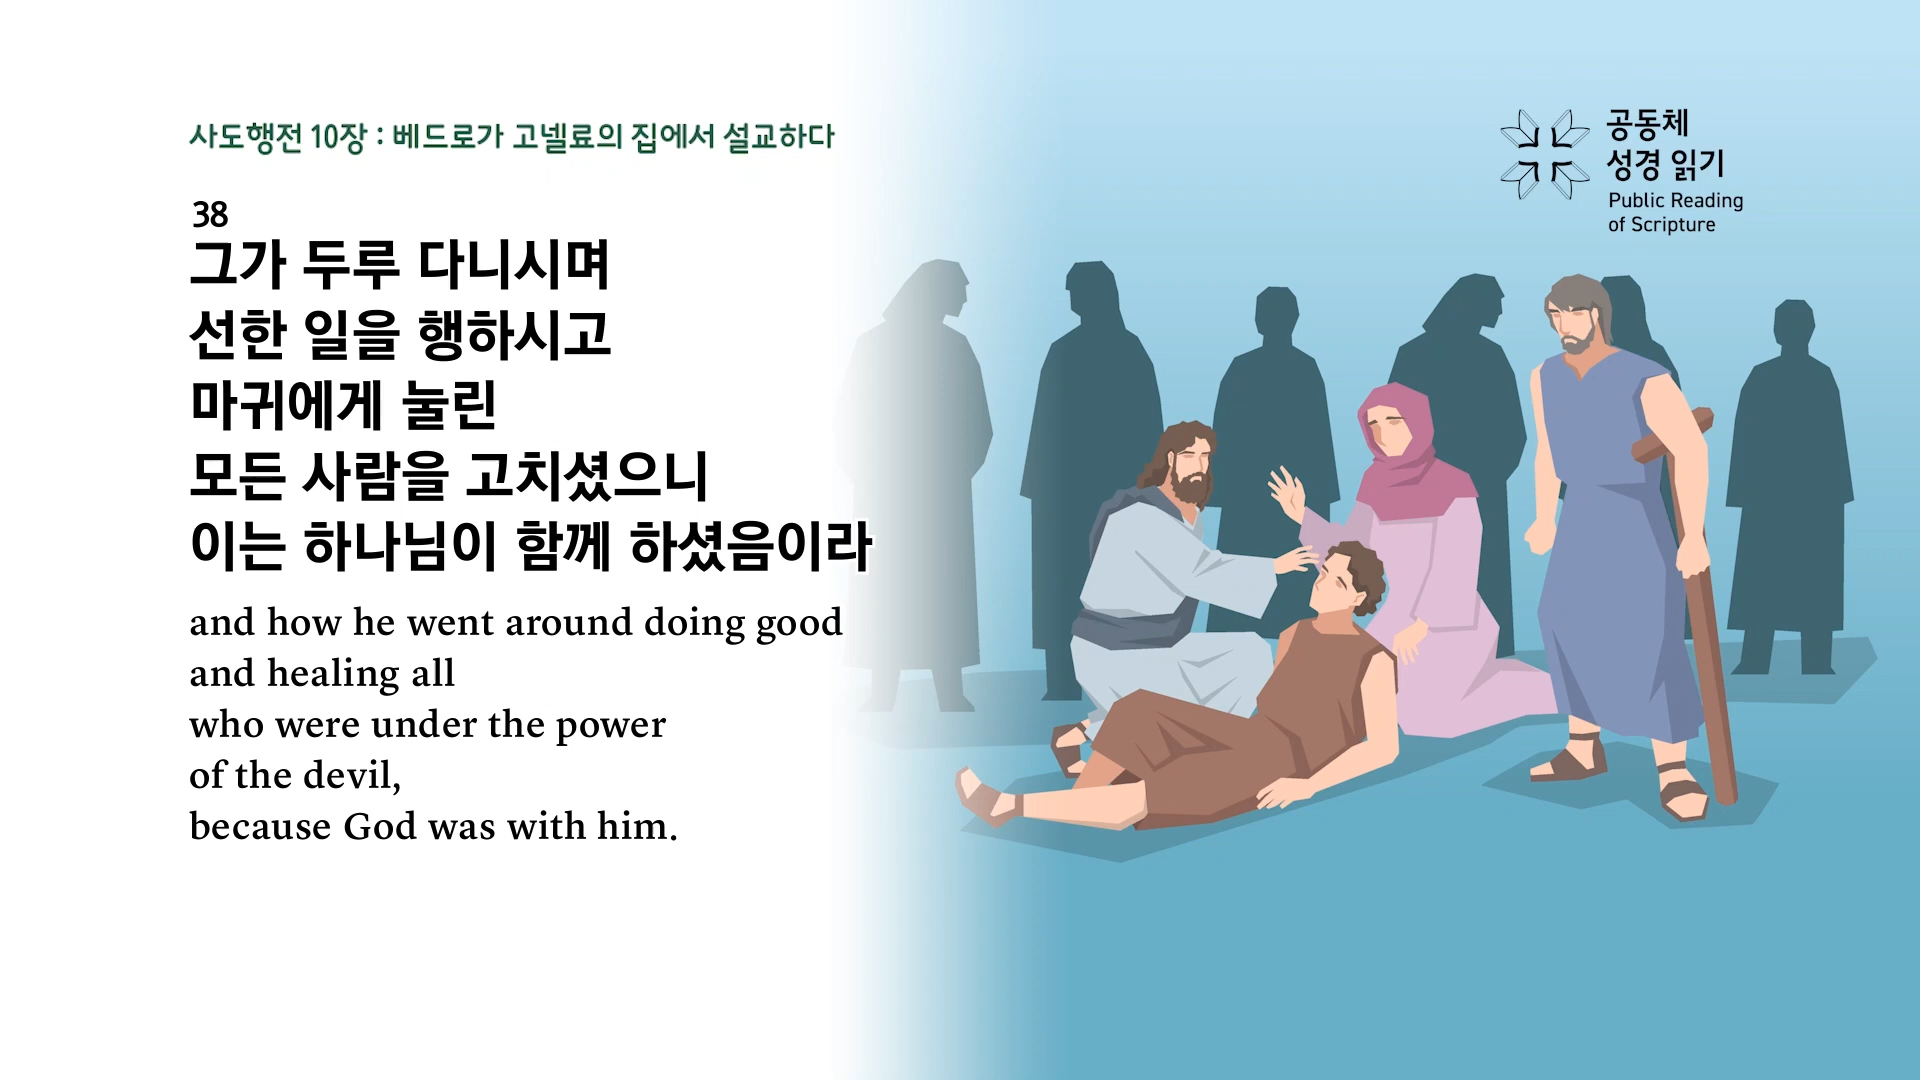 사도행전 10장 : 베드로가 고넬료의 집에서 설교하다
38
그가 두루 다니시며
선한 일을 행하시고
마귀에게 눌린
모든 사람을 고치셨으니
이는 하나님이 함께 하셨음이라
and how he went around doing good
and healing all
who were under the power
of the devil,
because God was with him.
공동체
성경 읽기
Public Reading
of Scripture